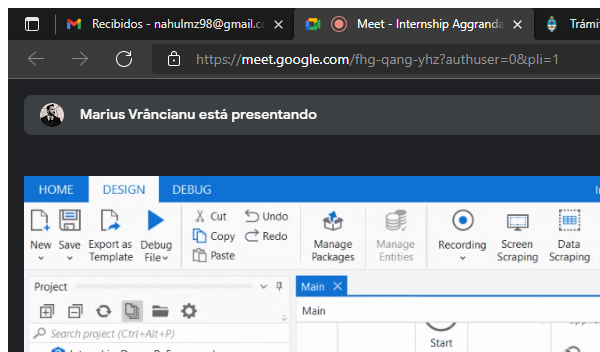 Recibidos - nahulmz98@gmail.c
Meet - Internship Aggranda
Trámi
https://meet.google.com/fhg-qang-yhz?authuser=0&pli=1
Marius Vrâncianu está presentando
HOME DESIGN DEBUG
New Save Export as Template Debug File
Cut Copy Paste Undo Redo
Manage Packages Manage Entities Recording Screen Scraping Data Scraping
Project
Main
Search project (Ctrl+Alt+P)
Main
Start